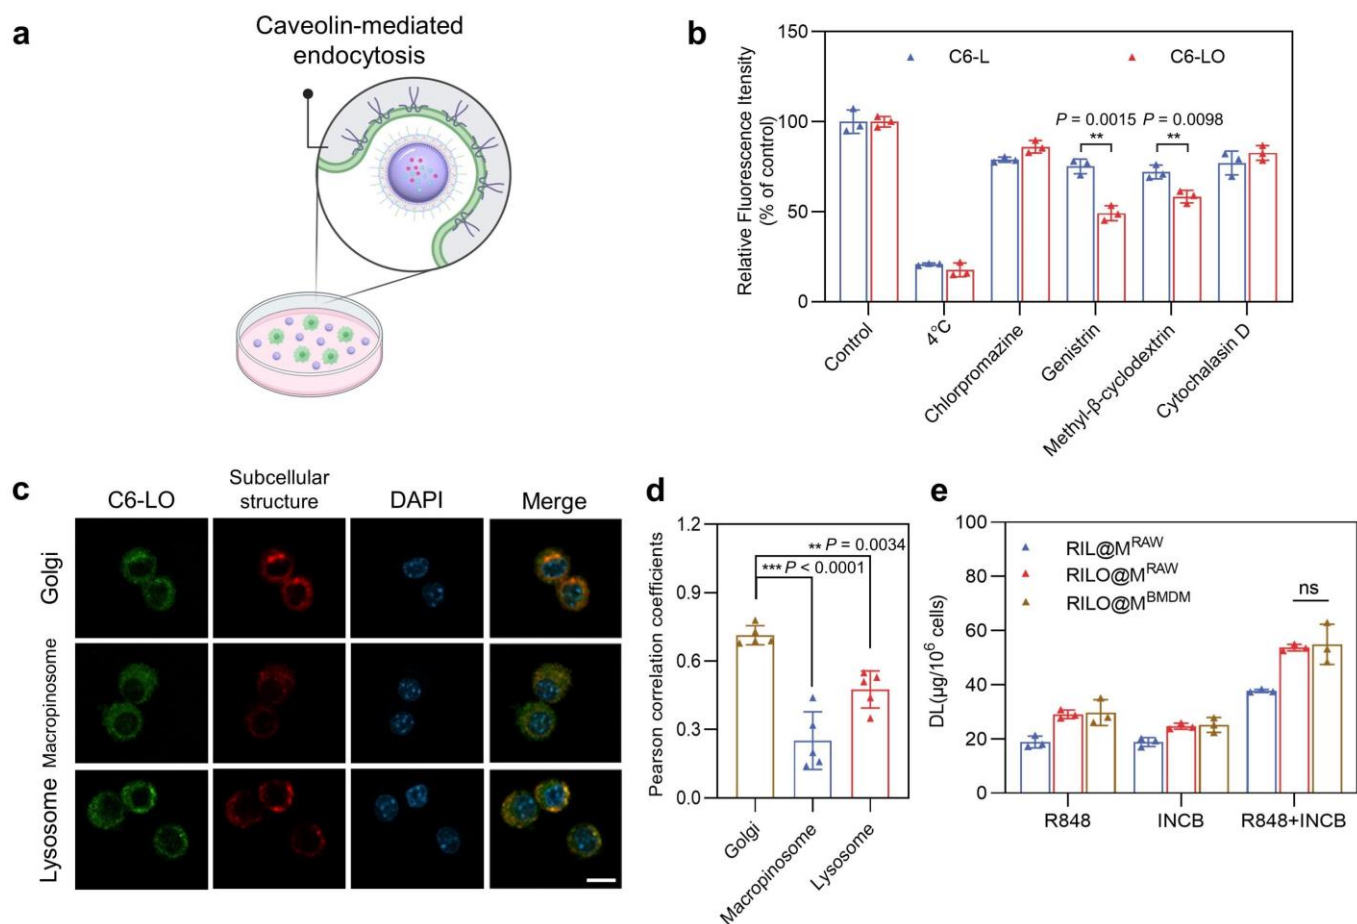 a
Caveolin-mediated
endocytosis
b
150
100
50
0
Relative Fluorescence Itensity
(% of control)
C6-L
C6-LO
P = 0.0015
P = 0.0098
**
**
Control
4℃
Chlorpromazine
Genistrin
Methyl-β-cyclodextrin
Cytochalasin D
c
C6-LO
Subcellular
structure
DAPI
Merge
Golgi
Macropinosome
Lysosome
d
1.2
0.9
0.6
0.3
0.0
Pearson correlation coefficients
** P = 0.0034
*** P < 0.0001
Golgi
Macropinosome
Lysosome
e
100
80
60
40
20
0
DL(μg/10⁶ cells)
RIL@Mᴿᴬᵂ
RILO@Mᴿᴬᵂ
RILO@Mᴮᴹᴰᴹ
ns
R848
INCB
R848+INCB